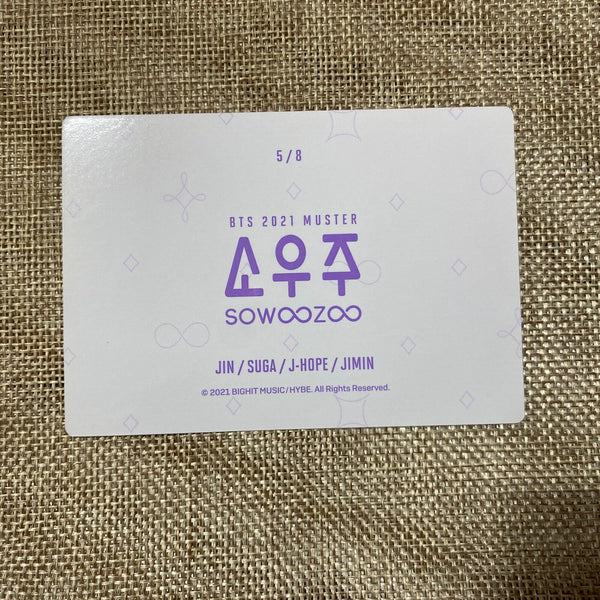 5/8
BTS 2021 MUSTER
소우주
SOWOOZOO
JIN / SUGA / J-HOPE / JIMIN
© 2021 BIGHIT MUSIC/HYBE. All Rights Reserved.